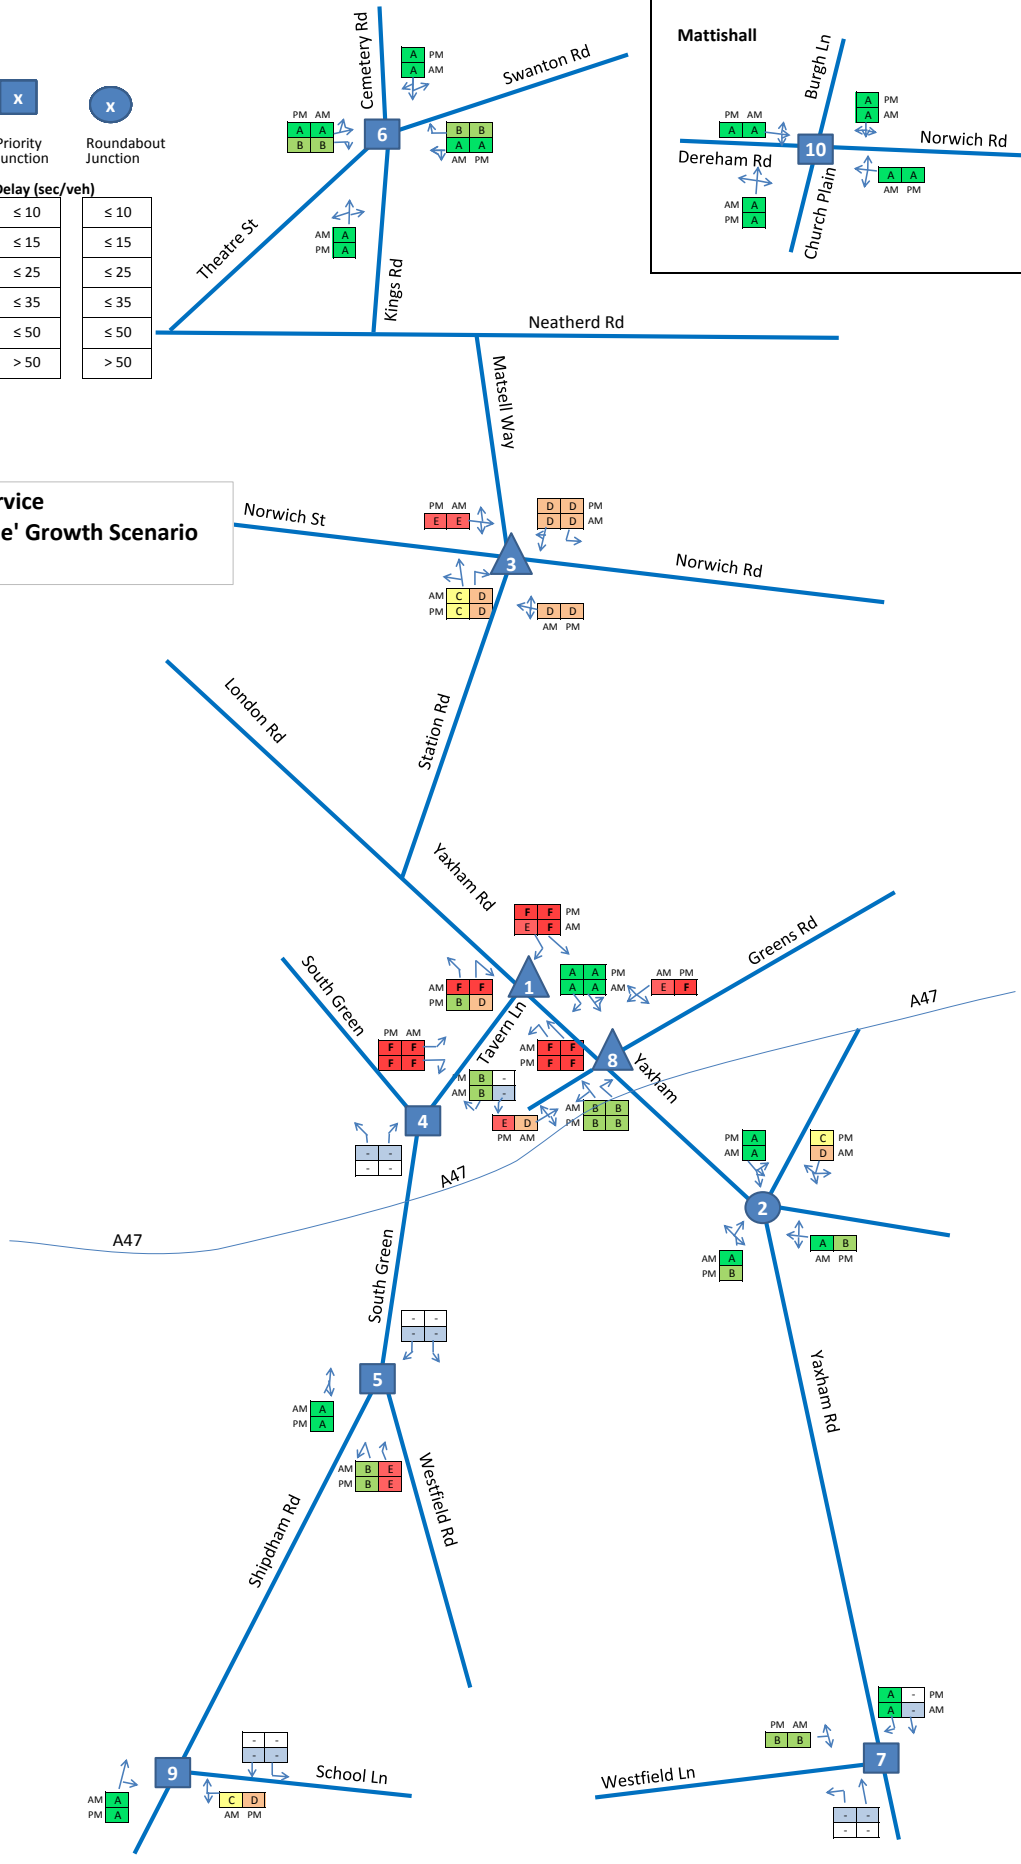 Mattishall
Burgh Ln
A PM
A AM
PM AM
A A
Norwich Rd
10
Dereham Rd
A A
AM PM
AM A
PM A
Church Plain
Cemetery Rd
A PM
A AM
Swanton Rd
x
x
PM AM
A A
B B
6
B B
A A
AM PM
Priority
Junction
Roundabout
Junction
Delay (sec/veh)
≤ 10 ≤ 10
≤ 15 ≤ 15
≤ 25 ≤ 25
≤ 35 ≤ 35
≤ 50 ≤ 50
> 50 > 50
AM A
PM A
Theatre St
Kings Rd
Neatherd Rd
Matsell Way
rvice
e' Growth Scenario
Norwich St
PM AM
E E
D D PM
D D AM
3
Norwich Rd
AM C D
PM C D
D D
AM PM
London Rd
Station Rd
Yaxham Rd
F F PM
E F AM
Greens Rd
South Green
1
A A PM
A A AM
AM PM
E F
A47
AM F F
PM B D
Tavern Ln
PM AM
F F
F F
AM F F
PM F F
8
Yaxham
PM B -
AM B -
4
E D
PM AM
AM B B
PM B B
- -
- -
A47
PM A
AM A
C PM
D AM
2
A B
AM PM
AM A
PM B
A47
South Green
- -
- -
5
AM A
PM A
AM B E
PM B E
Westfield Rd
Yaxham Rd
Shipdham Rd
A - PM
A - AM
PM AM
B B
7
Westfield Ln
- -
- -
- -
- -
9
School Ln
AM A
PM A
C D
AM PM